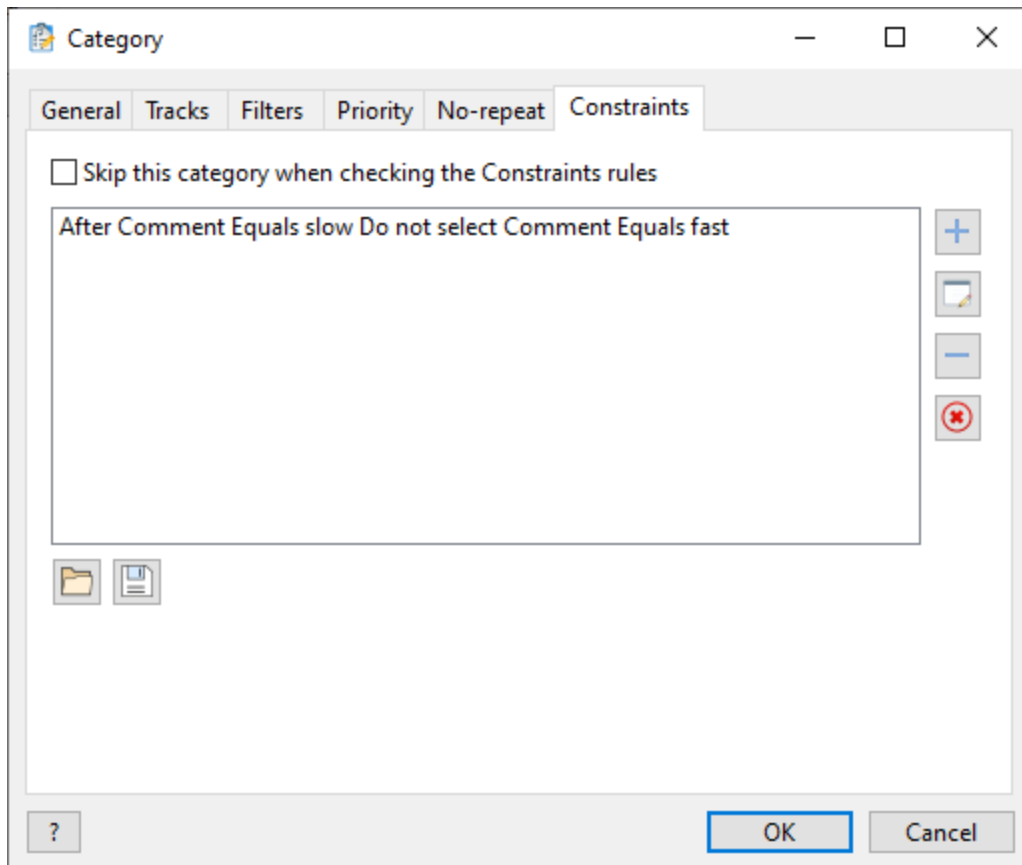 Category
General Tracks Filters Priority No-repeat Constraints
Skip this category when checking the Constraints rules
After Comment Equals slow Do not select Comment Equals fast
? OK Cancel